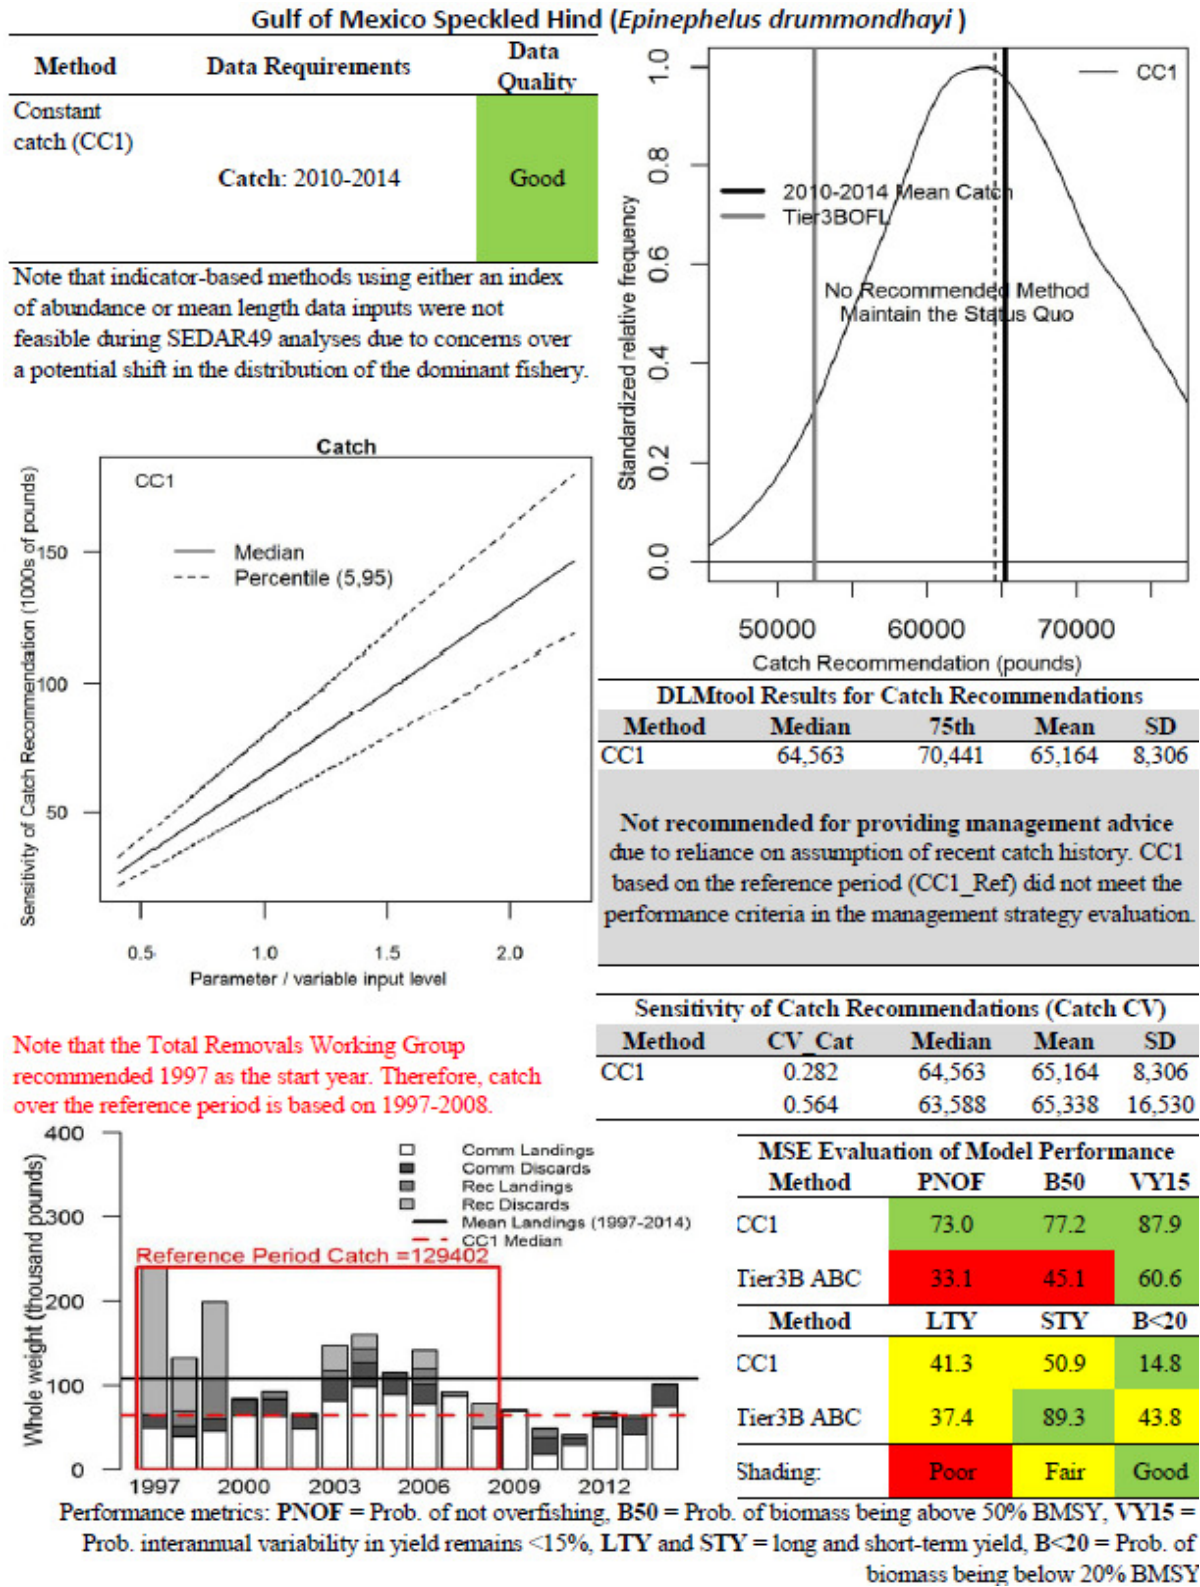 Gulf of Mexico Speckled Hind (Epinephelus drummondhayi )
Method Data Requirements Data Quality
Constant catch (CC1)
Catch: 2010-2014 Good
Note that indicator-based methods using either an index
of abundance or mean length data inputs were not
feasible during SEDAR49 analyses due to concerns over
a potential shift in the distribution of the dominant fishery.
Standardized relative frequency
0.0 0.2 0.4 0.6 0.8 1.0
CC1
2010-2014 Mean Catch
Tier3BOFL
No Recommended Method
Maintain the Status Quo
50000 60000 70000
Catch Recommendation (pounds)
Catch
Sensitivity of Catch Recommendation (1000s of pounds)
50 100 150
CC1
Median
Percentile (5,95)
0.5 1.0 1.5 2.0
Parameter / variable input level
DLMtool Results for Catch Recommendations
Method Median 75th Mean SD
CC1 64,563 70,441 65,164 8,306
Not recommended for providing management advice
due to reliance on assumption of recent catch history. CC1
based on the reference period (CC1_Ref) did not meet the
performance criteria in the management strategy evaluation.
Sensitivity of Catch Recommendations (Catch CV)
Method CV_Cat Median Mean SD
CC1 0.282 64,563 65,164 8,306
0.564 63,588 65,338 16,530
Note that the Total Removals Working Group
recommended 1997 as the start year. Therefore, catch
over the reference period is based on 1997-2008.
Whole weight (thousand pounds)
0 100 200 300 400
Comm Landings
Comm Discards
Rec Landings
Rec Discards
Mean Landings (1997-2014)
CC1 Median
Reference Period Catch =129402
1997 2000 2003 2006 2009 2012
MSE Evaluation of Model Performance
Method PNOF B50 VY15
CC1 73.0 77.2 87.9
Tier3B ABC 33.1 45.1 60.6
Method LTY STY B<20
CC1 41.3 50.9 14.8
Tier3B ABC 37.4 89.3 43.8
Shading: Poor Fair Good
Performance metrics: PNOF = Prob. of not overfishing, B50 = Prob. of biomass being above 50% BMSY, VY15 =
Prob. interannual variability in yield remains <15%, LTY and STY = long and short-term yield, B<20 = Prob. of
biomass being below 20% BMSY